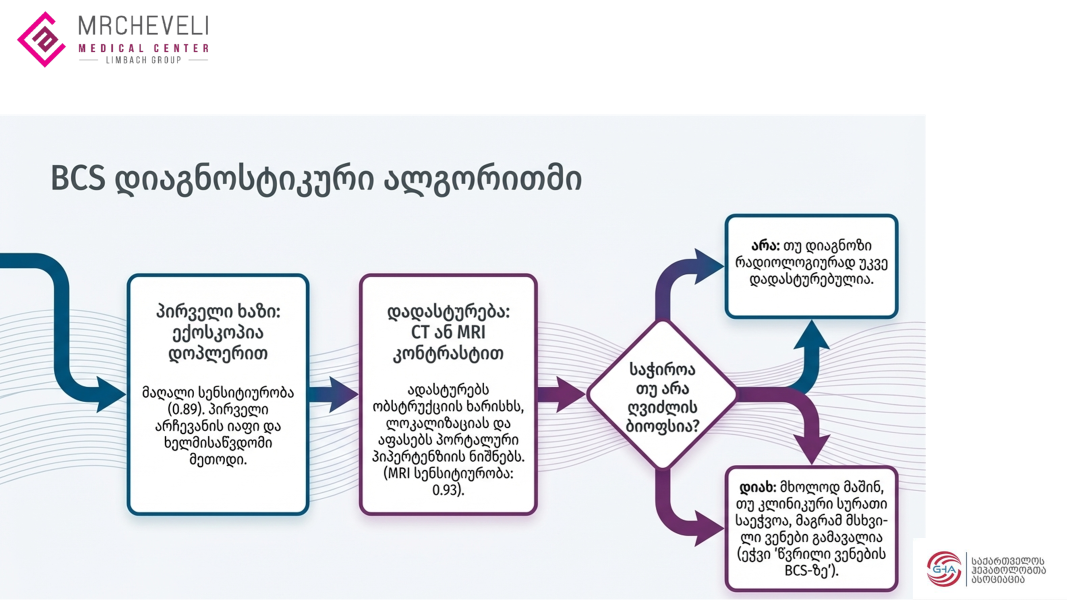 MRCHEVELI
MEDICAL CENTER
LIMBACH GROUP
BCS დიაგნოსტიკური ალგორითმი
პირველი ხაზი:
ექოსკოპია
დოპლერით
მაღალი სენსიტიურობა
(0.89). პირველი
არჩევანის იაფი და
ხელმისაწვდომი
მეთოდი.
დადასტურება:
CT ან MRI
კონტრასტით
ადასტურებს
ობსტრუქციის ხარისხს,
ლოკალიზაციას და
აფასებს პორტალური
ჰიპერტენზიის ნიშნებს.
(MRI სენსიტიურობა:
0.93).
საჭიროა
თუ არა
ღვიძლის
ბიოფსია?
არა: თუ დიაგნოზი
რადიოლოგიურად უკვე
დადასტურებულია.
დიახ: მხოლოდ მაშინ,
თუ კლინიკური სურათი
საეჭვოა, მაგრამ მსხვი-
ლი ვენები გამავალია
(ეჭვი 'წვრილი ვენების
BCS-ზე').
GHA
საქართველოს
ჰეპატოლოგთა
ასოციაცია